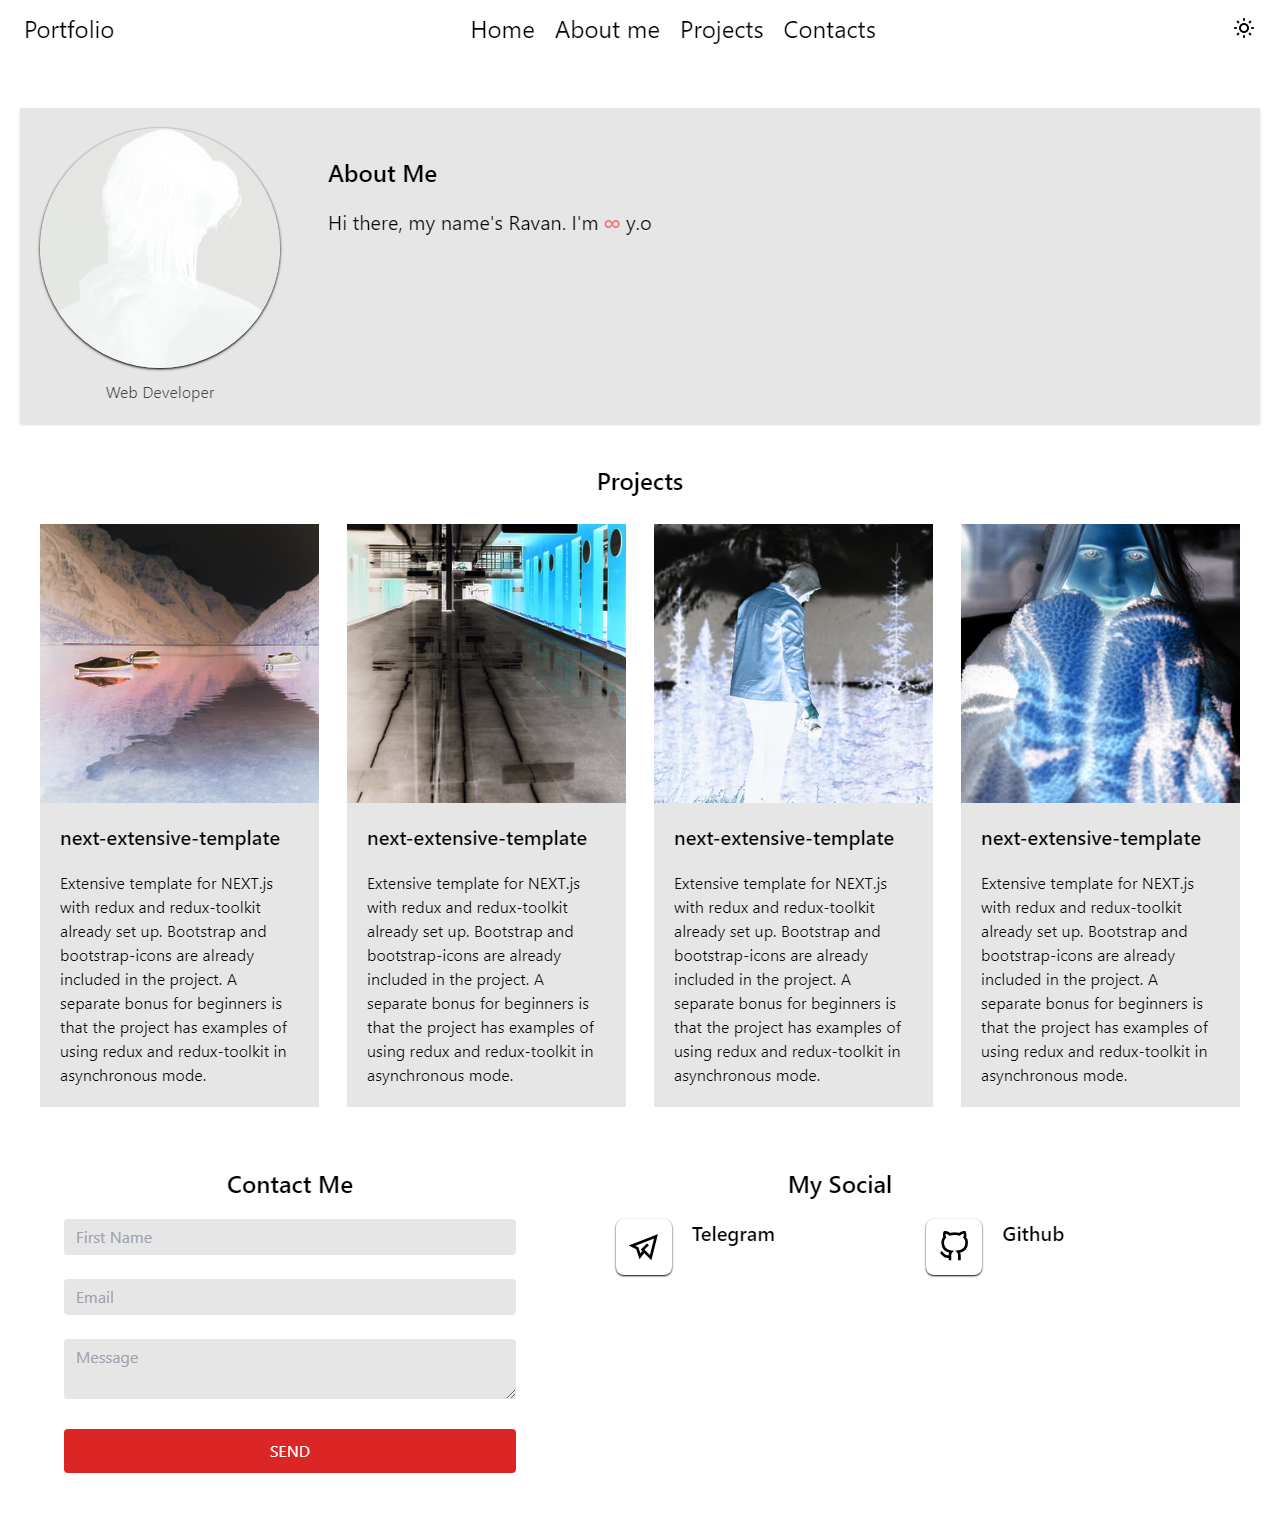 Portfolio
Home About me Projects Contacts
About Me
Hi there, my name's Ravan. I'm ∞ y.o
Web Developer
Projects
next-extensive-template
Extensive template for NEXT.js
with redux and redux-toolkit
already set up. Bootstrap and
bootstrap-icons are already
included in the project. A
separate bonus for beginners is
that the project has examples of
using redux and redux-toolkit in
asynchronous mode.
next-extensive-template
Extensive template for NEXT.js
with redux and redux-toolkit
already set up. Bootstrap and
bootstrap-icons are already
included in the project. A
separate bonus for beginners is
that the project has examples of
using redux and redux-toolkit in
asynchronous mode.
next-extensive-template
Extensive template for NEXT.js
with redux and redux-toolkit
already set up. Bootstrap and
bootstrap-icons are already
included in the project. A
separate bonus for beginners is
that the project has examples of
using redux and redux-toolkit in
asynchronous mode.
next-extensive-template
Extensive template for NEXT.js
with redux and redux-toolkit
already set up. Bootstrap and
bootstrap-icons are already
included in the project. A
separate bonus for beginners is
that the project has examples of
using redux and redux-toolkit in
asynchronous mode.
Contact Me
First Name
Email
Message
SEND
My Social
Telegram
Github